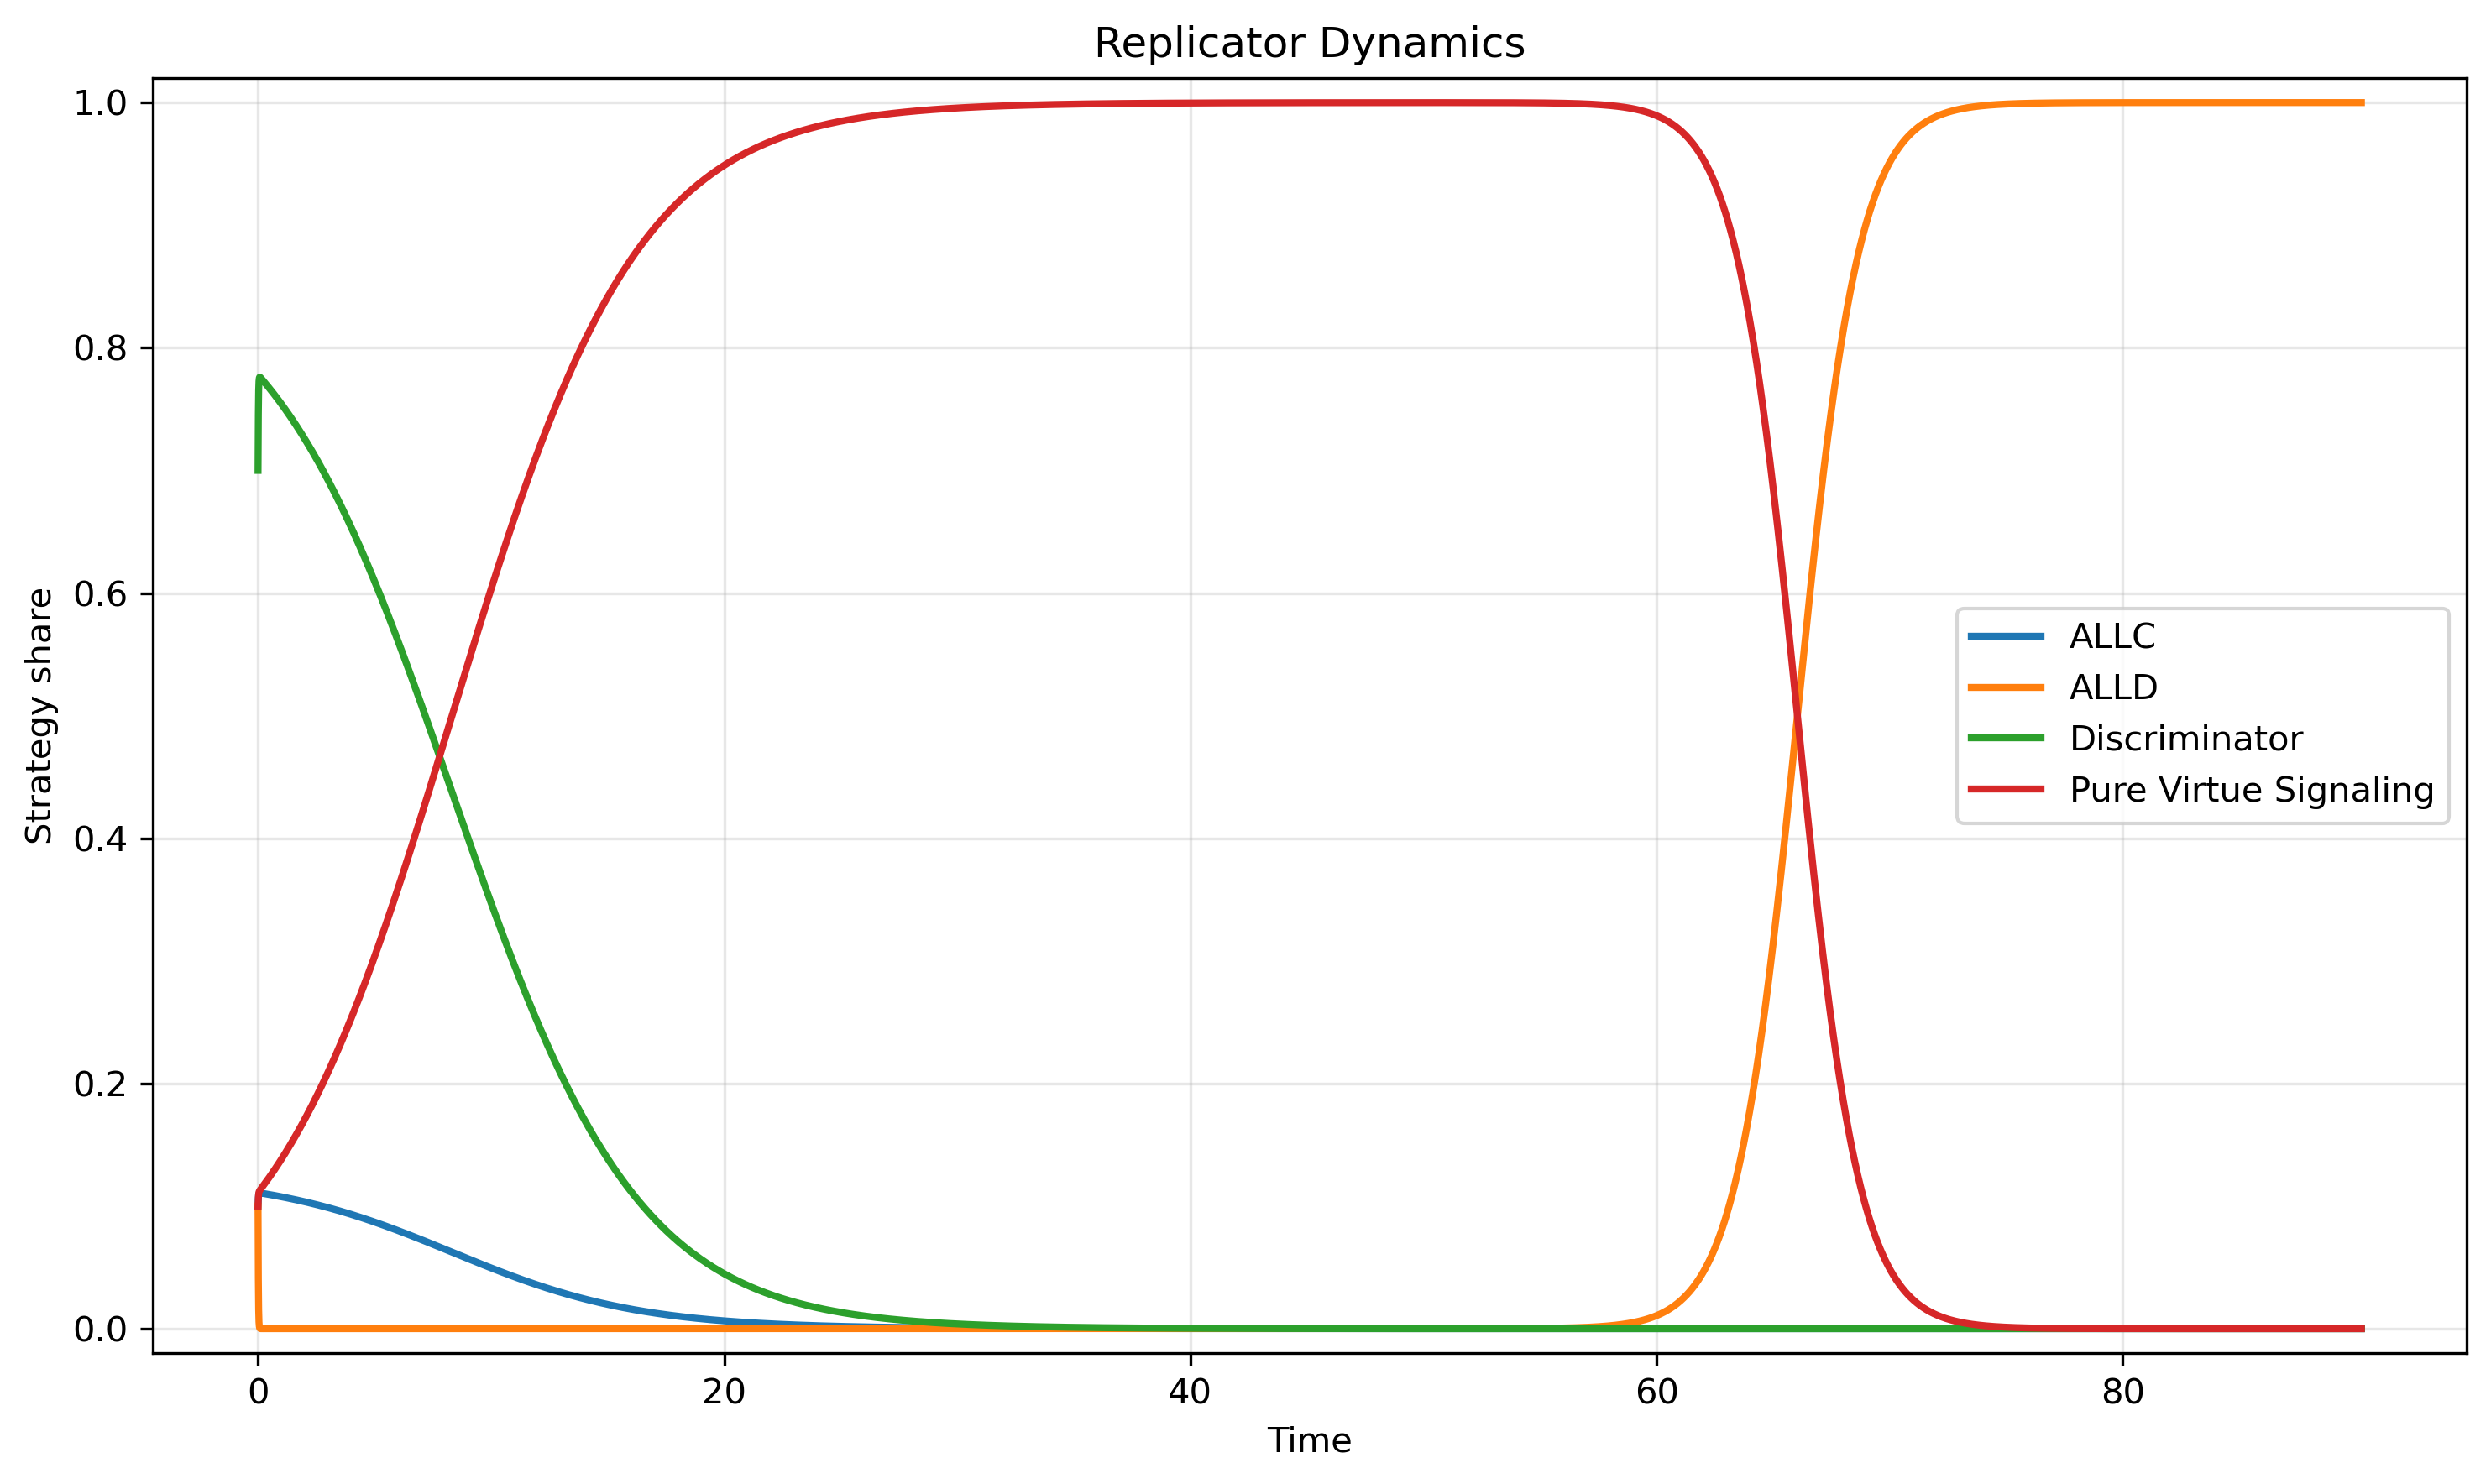 Replicator Dynamics
Strategy share
1.0
0.8
0.6
0.4
0.2
0.0
0
20
40
60
80
Time
ALLC
ALLD
Discriminator
Pure Virtue Signaling